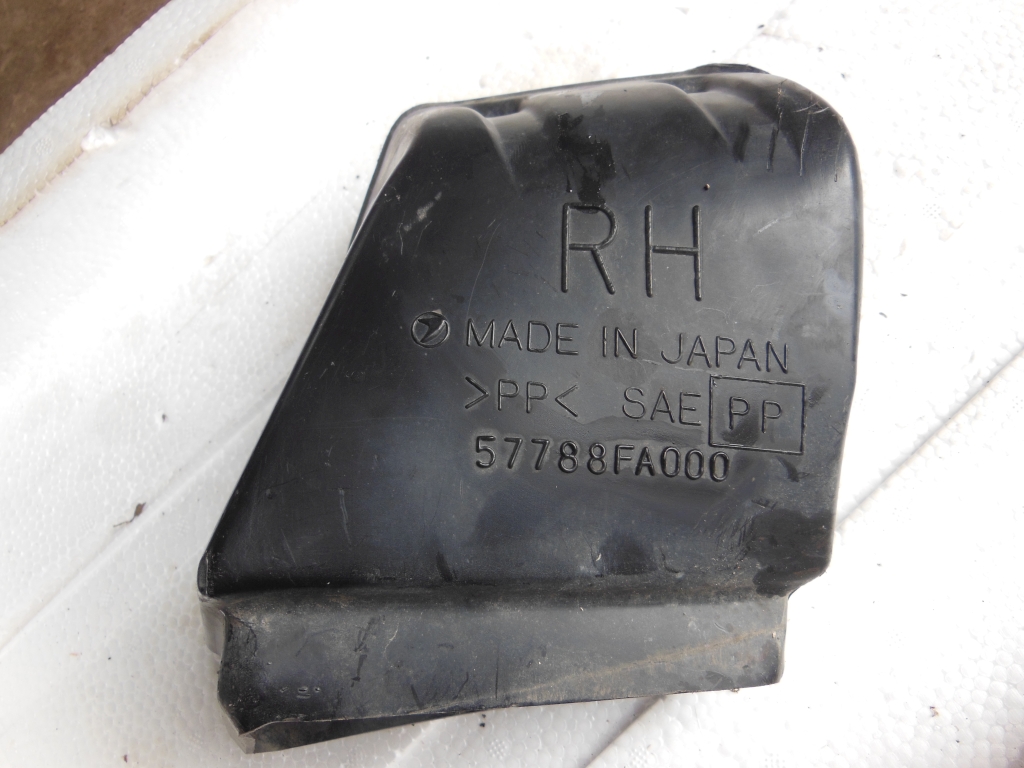 RH
MADE IN JAPAN
>PP< SAE PP
57788FA000